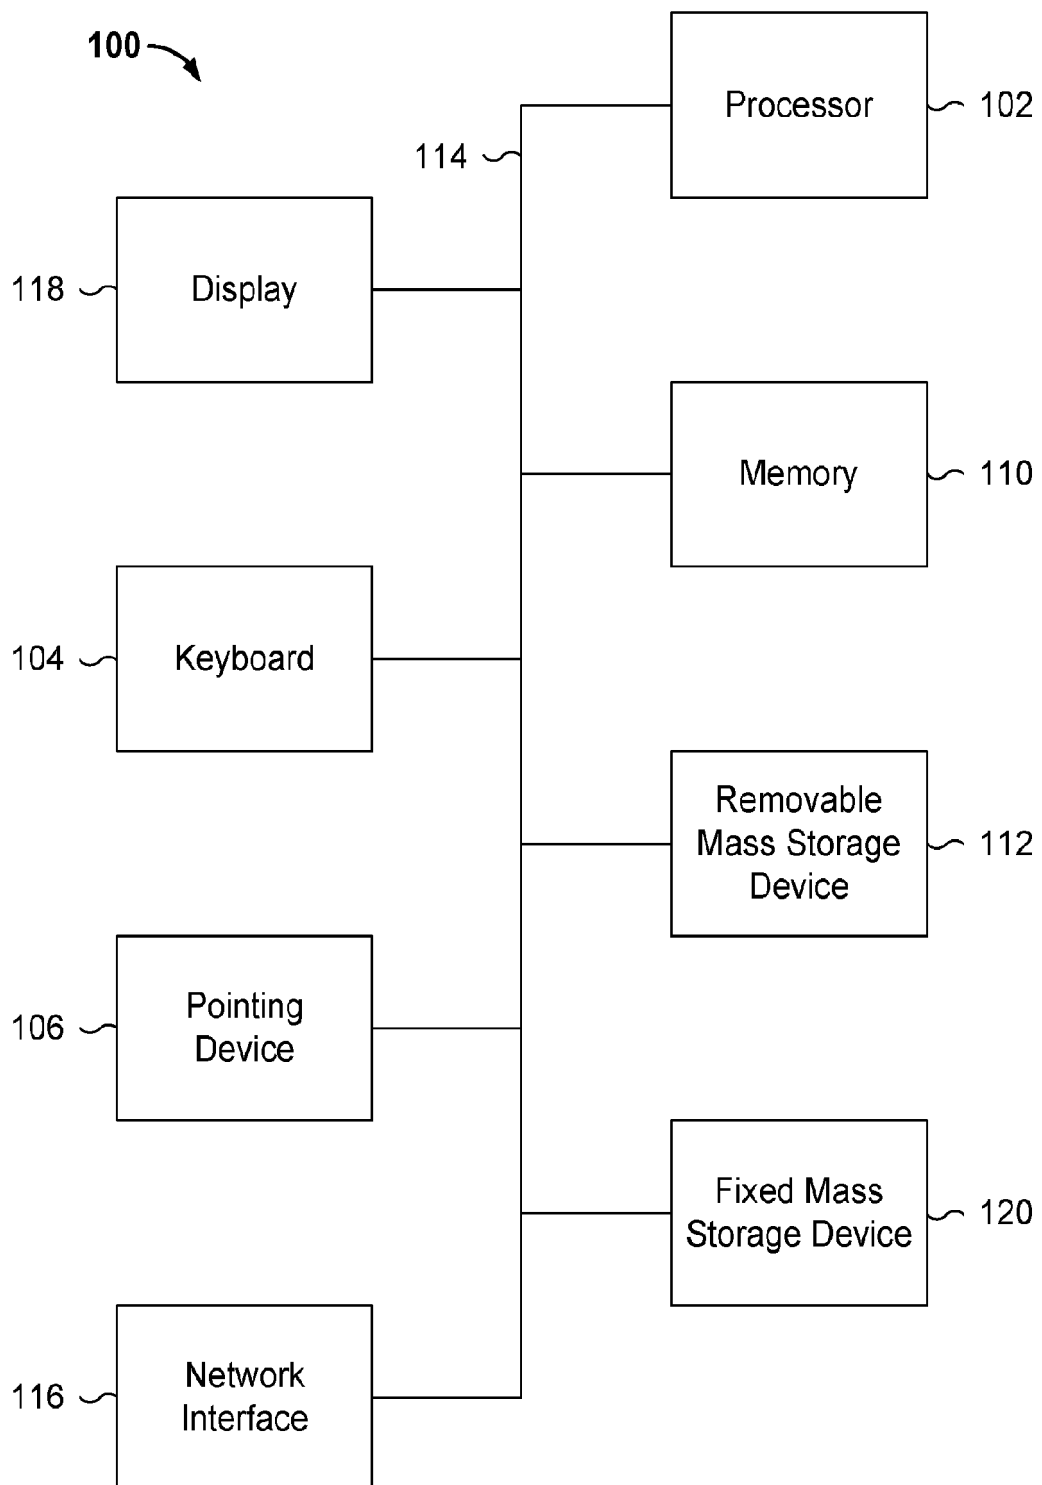 100
Processor
102
114
118
Display
Memory
110
104
Keyboard
Removable
Mass Storage
Device
112
106
Pointing
Device
Fixed Mass
Storage Device
120
116
Network
Interface